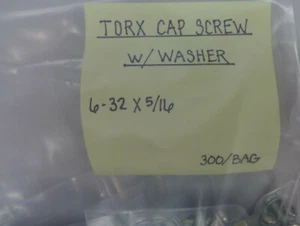 TORX CAP SCREW
W/ WASHER
6-32 X 5/16
300/BAG